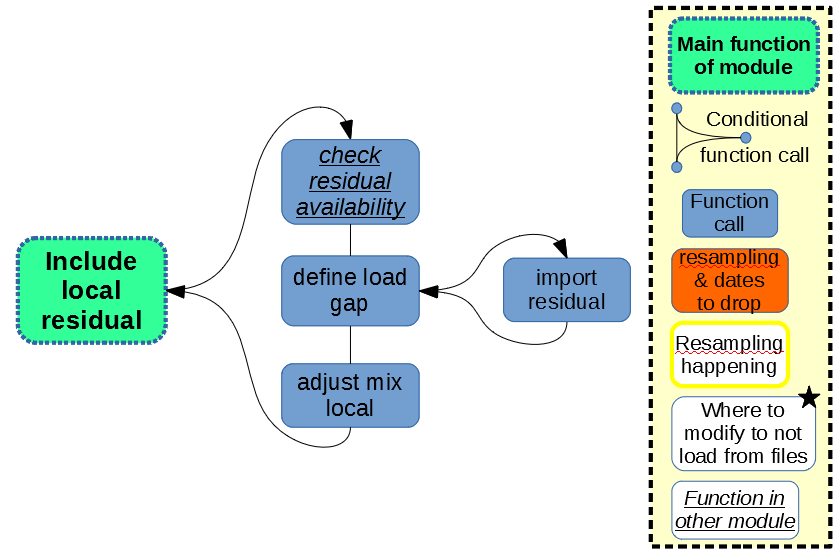 Include
local
residual
check
residual
availability
define load
gap
adjust mix
local
import
residual
Main function
of module
Conditional
function call
Function
call
resampling
& dates
to drop
Resampling
happening
Where to
modify to not
load from files
Function in
other module